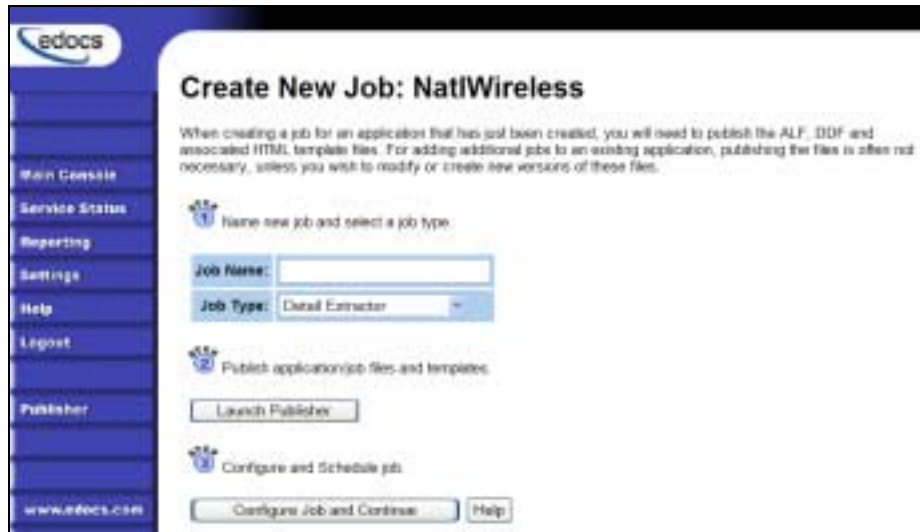 edocs
Create New Job: NatlWireless
When creating a job for an application that has just been created, you will need to publish the ALF, DDF and
associated HTML template files. For adding additional jobs to an existing application, publishing the files is often not
necessary, unless you wish to modify or create new versions of these files.
Main Console
Service Status
Reporting
Settings
Help
Logout
Publisher
www.edocs.com
1 Name new job and select a job type.
Job Name:
Job Type: Detail Extractor
2 Publish application/job files and templates.
Launch Publisher
3 Configure and Schedule job.
Configure Job and Continue Help